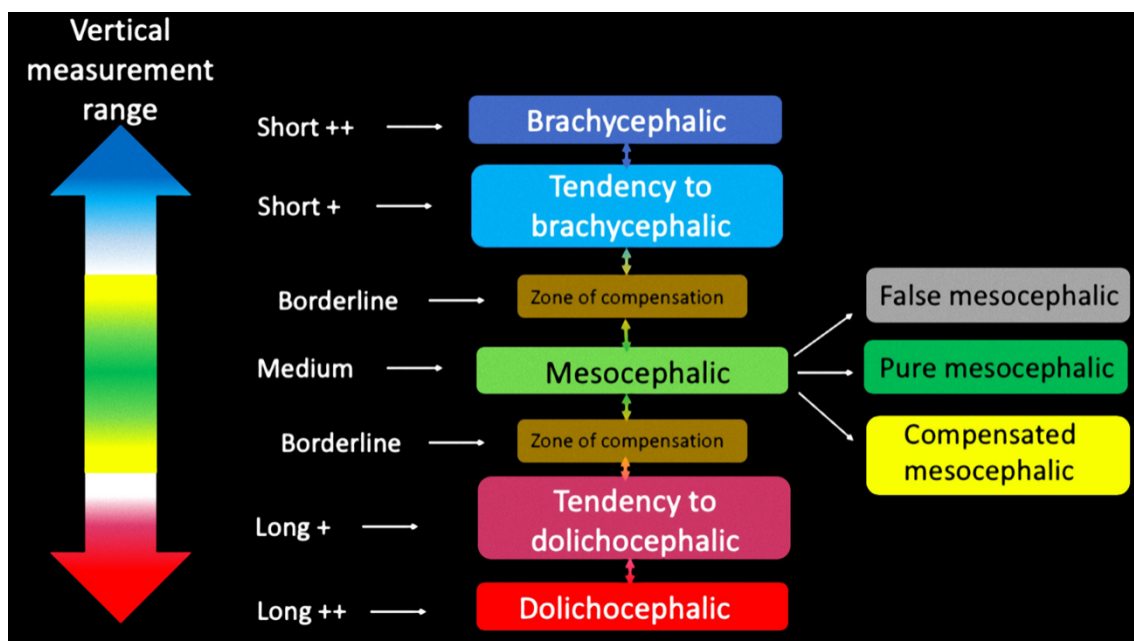 Vertical
measurement
range
Short ++
Brachycephalic
Short +
Tendency to
brachycephalic
Borderline
Zone of compensation
False mesocephalic
Medium
Mesocephalic
Pure mesocephalic
Borderline
Zone of compensation
Compensated
mesocephalic
Long +
Tendency to
dolichocephalic
Long ++
Dolichocephalic